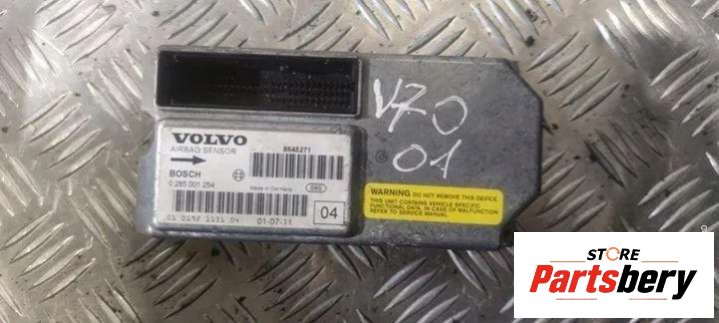 VOLVO
AIRBAG SENSOR 8645271
BOSCH
0 285 001 254 Made in Germany
01-07-11 04
V70
01
WARNING DO NOT REMOVE THIS DEVICE
THIS UNIT CONTAINS VEHICLE SPECIFIC
FUNCTIONAL DATA, IN CASE OF MALFUNCTION
REFER TO SERVICE MANUAL
STORE
Partsbery